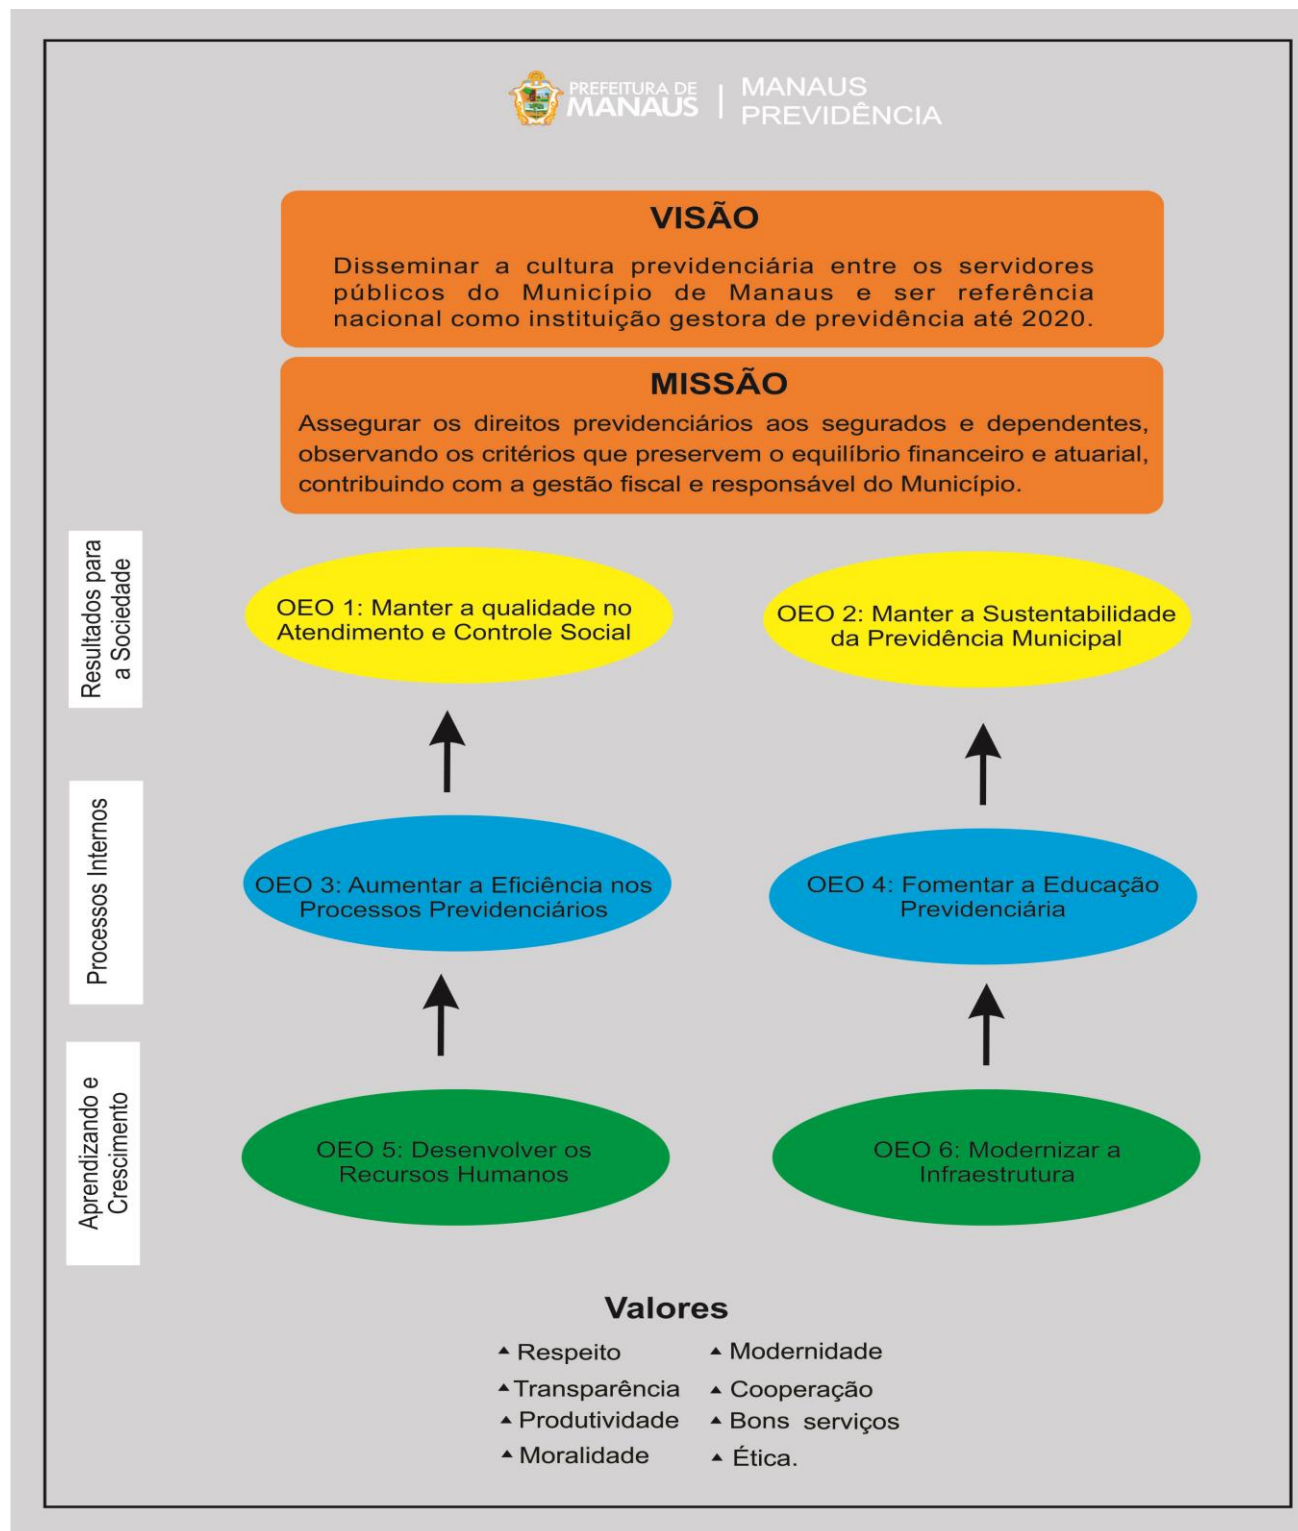 PREFEITURA DE
MANAUS
MANAUS
PREVIDÊNCIA
VISÃO
Disseminar a cultura previdenciária entre os servidores
públicos do Município de Manaus e ser referência
nacional como instituição gestora de previdência até 2020.
MISSÃO
Assegurar os direitos previdenciários aos segurados e dependentes,
observando os critérios que preservem o equilíbrio financeiro e atuarial,
contribuindo com a gestão fiscal e responsável do Município.
Resultados para
a Sociedade
OEO 1: Manter a qualidade no
Atendimento e Controle Social
OEO 2: Manter a Sustentabilidade
da Previdência Municipal
Processos Internos
OEO 3: Aumentar a Eficiência nos
Processos Previdenciários
OEO 4: Fomentar a Educação
Previdenciária
Aprendizando e
Crescimento
OEO 5: Desenvolver os
Recursos Humanos
OEO 6: Modernizar a
Infraestrutura
Valores
Respeito
Transparência
Produtividade
Moralidade
Modernidade
Cooperação
Bons serviços
Ética.